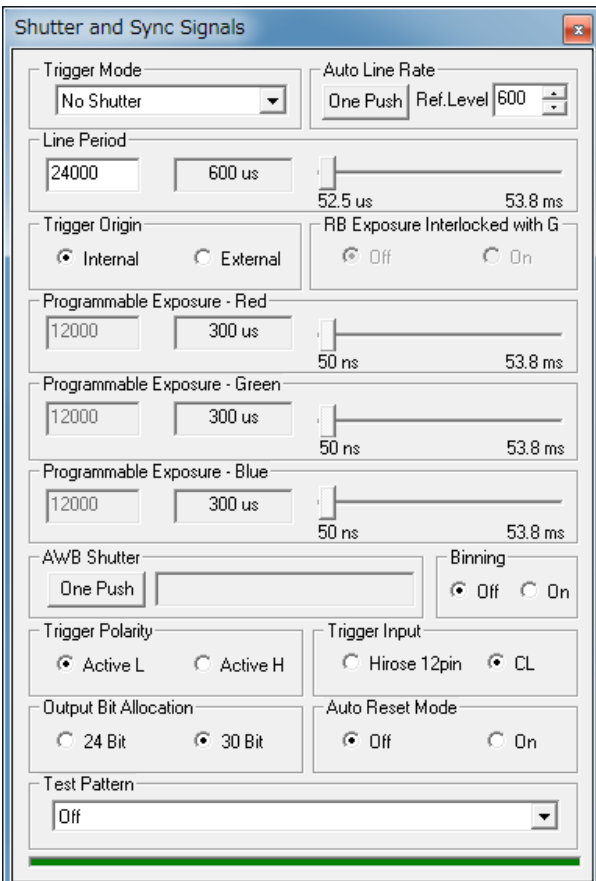 Shutter and Sync Signals
Trigger Mode
No Shutter
Auto Line Rate
One Push Ref.Level 600
Line Period
24000 600 us
52.5 us 53.8 ms
Trigger Origin
Internal External
RB Exposure Interlocked with G
Off On
Programmable Exposure - Red
12000 300 us
50 ns 53.8 ms
Programmable Exposure - Green
12000 300 us
50 ns 53.8 ms
Programmable Exposure - Blue
12000 300 us
50 ns 53.8 ms
AWB Shutter
One Push
Binning
Off On
Trigger Polarity
Active L Active H
Trigger Input
Hirose 12pin CL
Output Bit Allocation
24 Bit 30 Bit
Auto Reset Mode
Off On
Test Pattern
Off